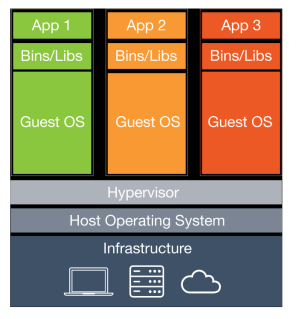 App 1
App 2
App 3
Bins/Libs
Bins/Libs
Bins/Libs
Guest OS
Guest OS
Guest OS
Hypervisor
Host Operating System
Infrastructure